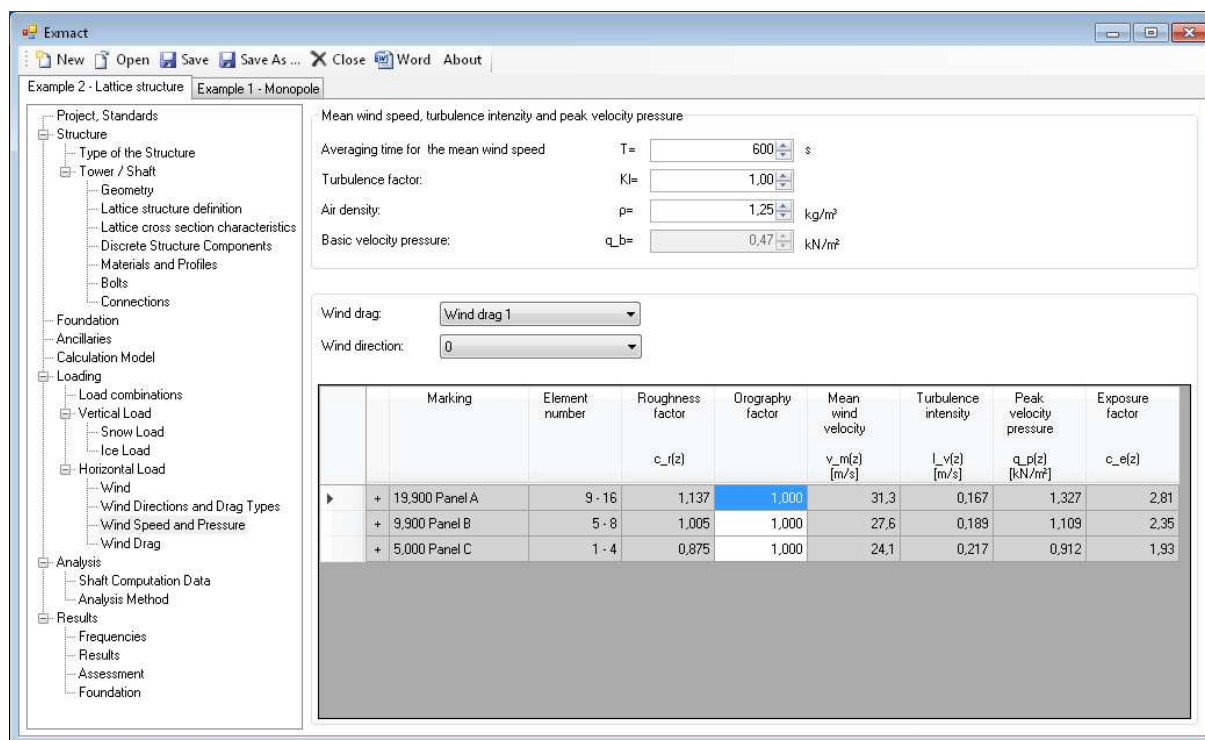 Exmact
New Open Save Save As ... Close Word About
Example 2 - Lattice structure Example 1 - Monopole
Project, Standards
Structure
Type of the Structure
Tower / Shaft
Geometry
Lattice structure definition
Lattice cross section characteristics
Discrete Structure Components
Materials and Profiles
Bolts
Connections
Foundation
Ancillaries
Calculation Model
Loading
Load combinations
Vertical Load
Snow Load
Ice Load
Horizontal Load
Wind
Wind Directions and Drag Types
Wind Speed and Pressure
Wind Drag
Analysis
Shaft Computation Data
Analysis Method
Results
Frequencies
Results
Assessment
Foundation
Mean wind speed, turbulence intenzity and peak velocity pressure
Averaging time for the mean wind speed T= 600 s
Turbulence factor: KI= 1,00
Air density: ρ= 1,25 kg/m³
Basic velocity pressure: q_b= 0,47 kN/m²
Wind drag: Wind drag 1
Wind direction: 0
Marking Element Roughness Orography Mean Turbulence Peak Exposure
number factor factor wind intensity velocity factor
velocity pressure
c_r(z) v_m(z) I_v(z) q_p(z) c_e(z)
[m/s] [m/s] [kN/m²]
+ 19,900 Panel A 9 - 16 1,137 1,000 31,3 0,167 1,327 2,81
+ 9,900 Panel B 5 - 8 1,005 1,000 27,6 0,189 1,109 2,35
+ 5,000 Panel C 1 - 4 0,875 1,000 24,1 0,217 0,912 1,93